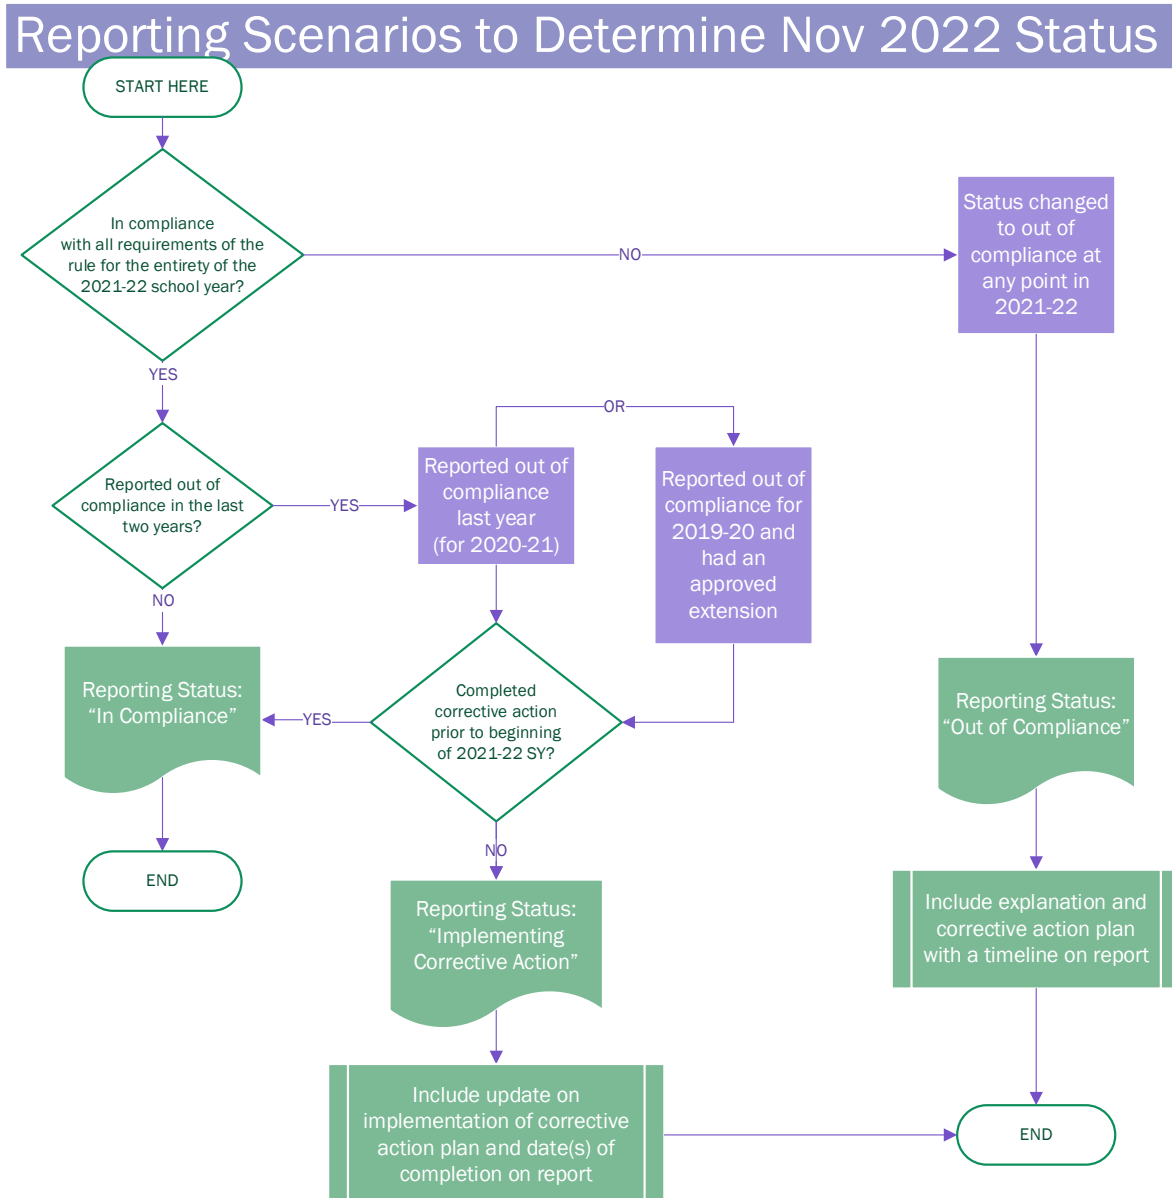 Reporting Scenarios to Determine Nov 2022 Status
START HERE
In compliance
with all requirements of the
rule for the entirety of the
2021-22 school year?
NO
Status changed
to out of
compliance at
any point in
2021-22
YES
Reported out of
compliance in the last
two years?
YES
Reported out of
compliance
last year
(for 2020-21)
OR
Reported out of
compliance for
2019-20 and
had an
approved
extension
NO
Reporting Status:
“In Compliance”
YES
Completed
corrective action
prior to beginning
of 2021-22 SY?
Reporting Status:
“Out of Compliance”
END
NO
Reporting Status:
“Implementing
Corrective Action”
Include explanation and
corrective action plan
with a timeline on report
Include update on
implementation of corrective
action plan and date(s) of
completion on report
END